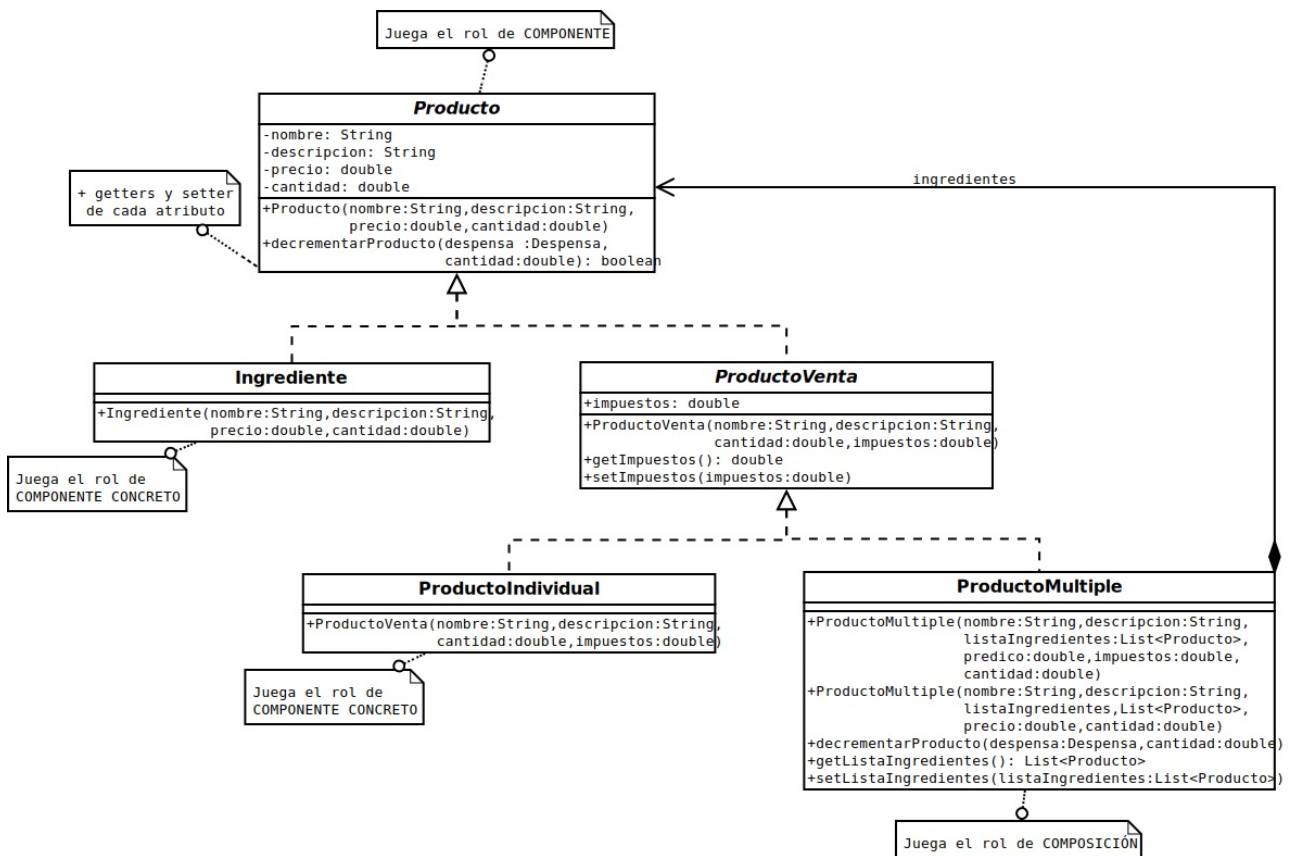 Juega el rol de COMPONENTE
Producto
-nombre: String
-descripcion: String
-precio: double
-cantidad: double
+ getters y setter
de cada atributo
+Producto(nombre:String,descripcion:String,
precio:double,cantidad:double)
+decrementarProducto(despensa :Despensa,
cantidad:double): boolean
ingredientes
Ingrediente
+Ingrediente(nombre:String,descripcion:String,
precio:double,cantidad:double)
Juega el rol de
COMPONENTE CONCRETO
ProductoVenta
+impuestos: double
+ProductoVenta(nombre:String,descripcion:String,
cantidad:double,impuestos:double)
+getImpuestos(): double
+setImpuestos(impuestos:double)
ProductoIndividual
+ProductoVenta(nombre:String,descripcion:String,
cantidad:double,impuestos:double)
Juega el rol de
COMPONENTE CONCRETO
ProductoMultiple
+ProductoMultiple(nombre:String,descripcion:String,
listaIngredientes:List<Producto>,
predico:double,impuestos:double,
cantidad:double)
+ProductoMultiple(nombre:String,descripcion:String,
listaIngredientes,List<Producto>,
precio:double,cantidad:double)
+decrementarProducto(despensa:Despensa,cantidad:double)
+getListaIngredientes(): List<Producto>
+setListaIngredientes(listaIngredientes:List<Producto>)
Juega el rol de COMPOSICIÓN